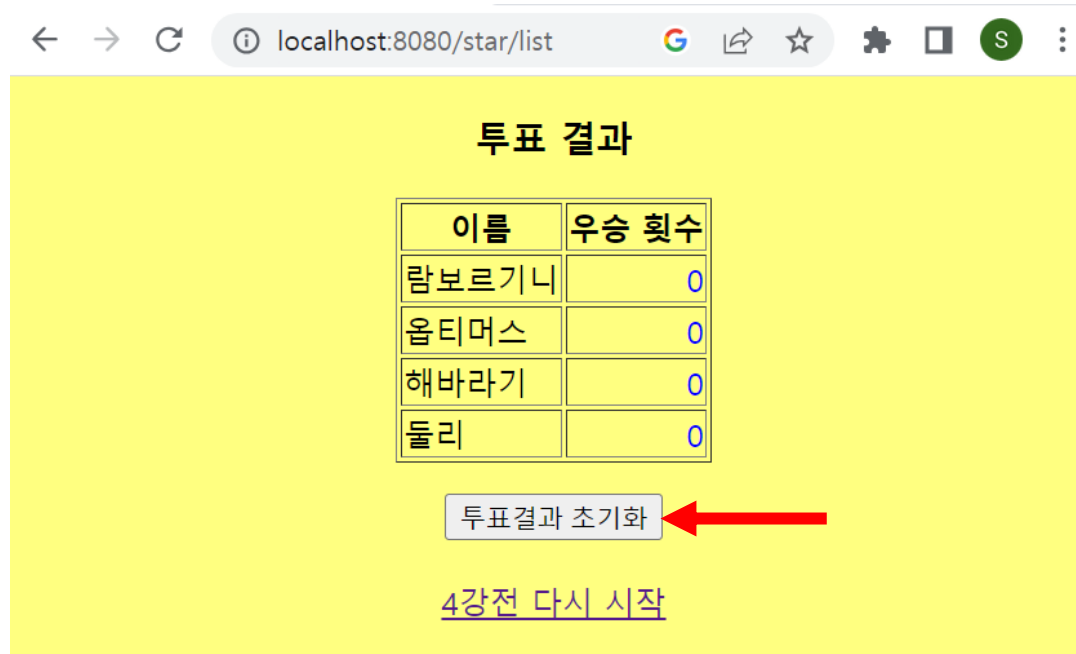 localhost:8080/star/list
G
S
투표 결과
이름 우승 횟수
람보르기니 0
옵티머스 0
해바라기 0
둘리 0
투표결과 초기화
4강전 다시 시작